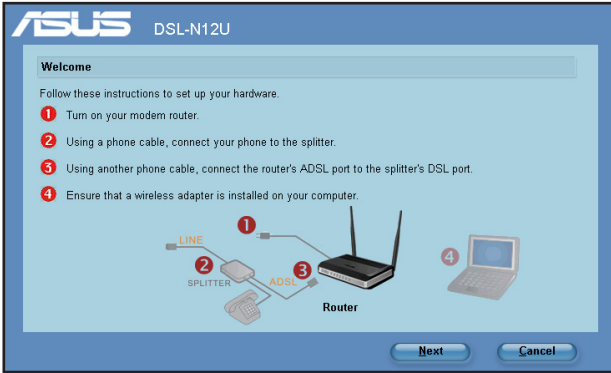 ASUS DSL-N12U
Welcome
Follow these instructions to set up your hardware.
1 Turn on your modem router.
2 Using a phone cable, connect your phone to the splitter.
3 Using another phone cable, connect the router's ADSL port to the splitter's DSL port.
4 Ensure that a wireless adapter is installed on your computer.
1
LINE
2
SPLITTER
ADSL
3
4
Router
Next Cancel